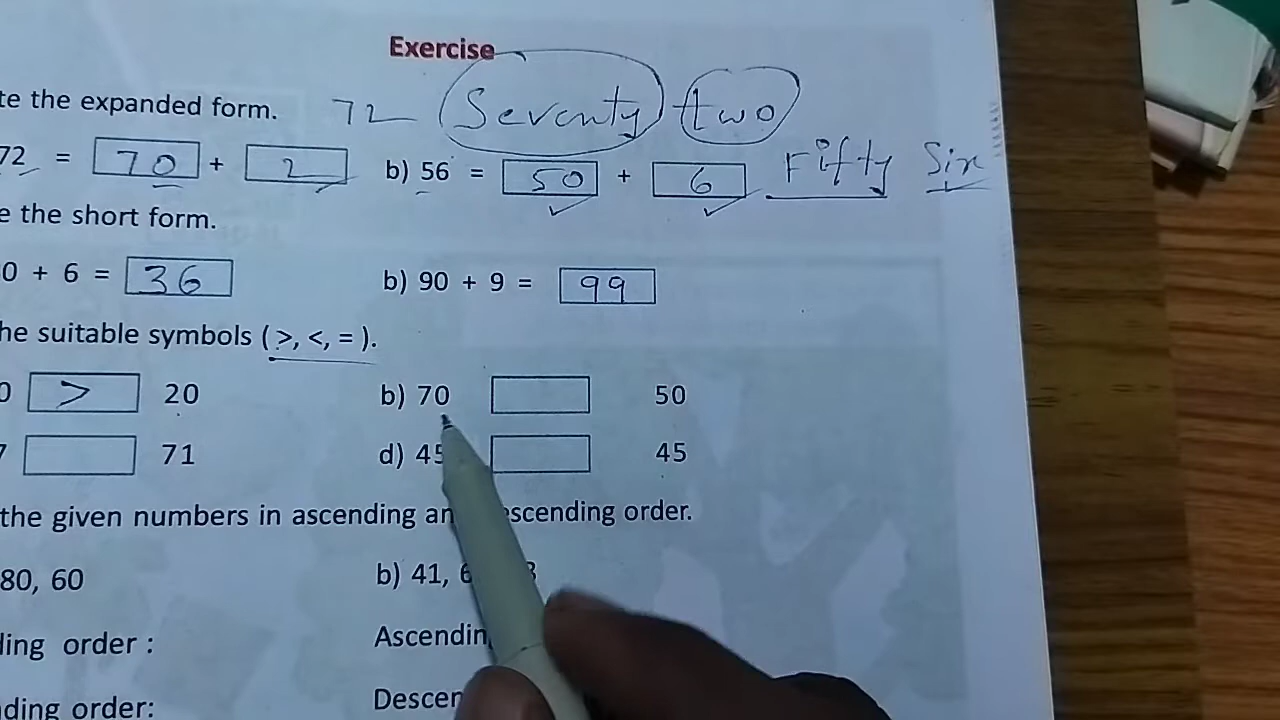 Exercise
te the expanded form. 72 Seventy two
72 = 70 + 2 b) 56 = 50 + 6 Fifty Six
e the short form.
0 + 6 = 36 b) 90 + 9 = 99
he suitable symbols ( >, <, = ).
0 > 20 b) 70 50
7 71 d) 45 45
the given numbers in ascending an escending order.
80, 60 b) 41,
ding order : Ascendin
nding order: Descen